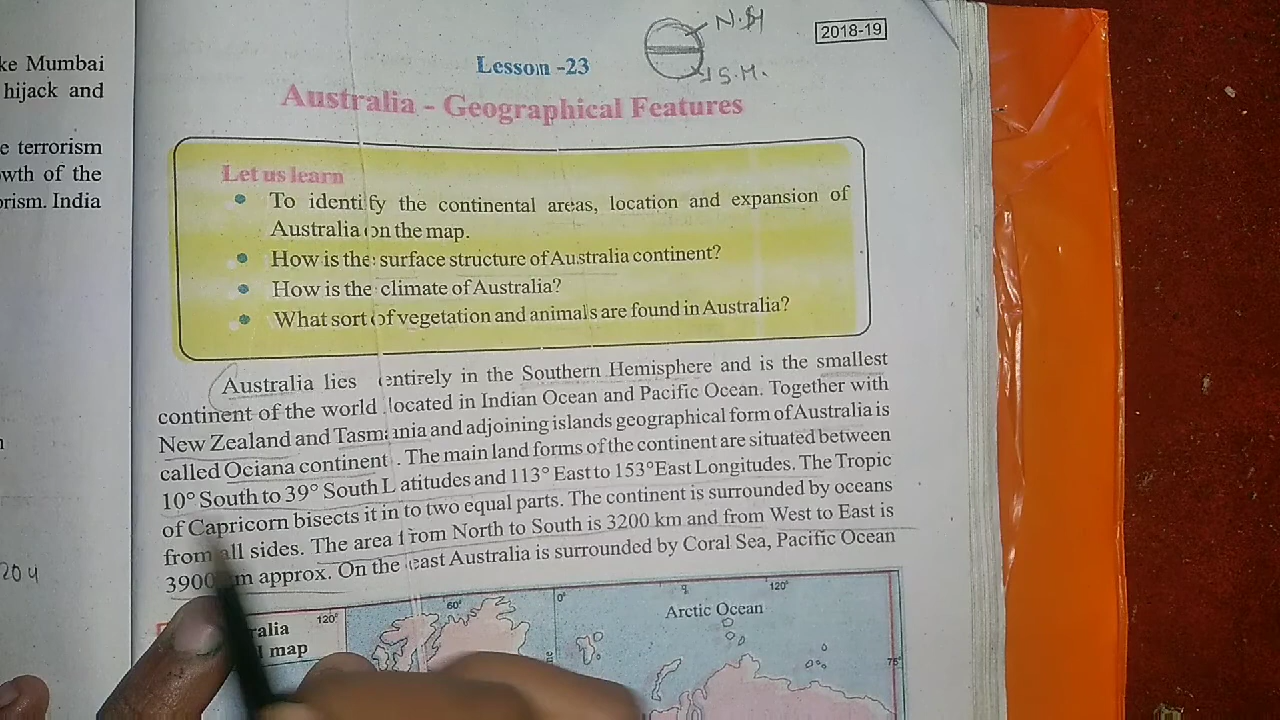 ke Mumbai
hijack and
e terrorism
wth of the
orism. India
204
N.H
S.H.
2018-19
Lesson -23
Australia - Geographical Features
Let us learn
• To identify the continental areas, location and expansion of
Australia on the map.
• How is the surface structure of Australia continent?
• How is the climate of Australia?
• What sort of vegetation and animals are found in Australia?
Australia lies entirely in the Southern Hemisphere and is the smallest
continent of the world located in Indian Ocean and Pacific Ocean. Together with
New Zealand and Tasmania and adjoining islands geographical form of Australia is
called Ociana continent. The main land forms of the continent are situated between
10° South to 39° South Latitudes and 113° East to 153°East Longitudes. The Tropic
of Capricorn bisects it in to two equal parts. The continent is surrounded by oceans
from all sides. The area from North to South is 3200 km and from West to East is
3900 km approx. On the east Australia is surrounded by Coral Sea, Pacific Ocean
ralia
map
120°
60°
0°
Arctic Ocean
120°
75°